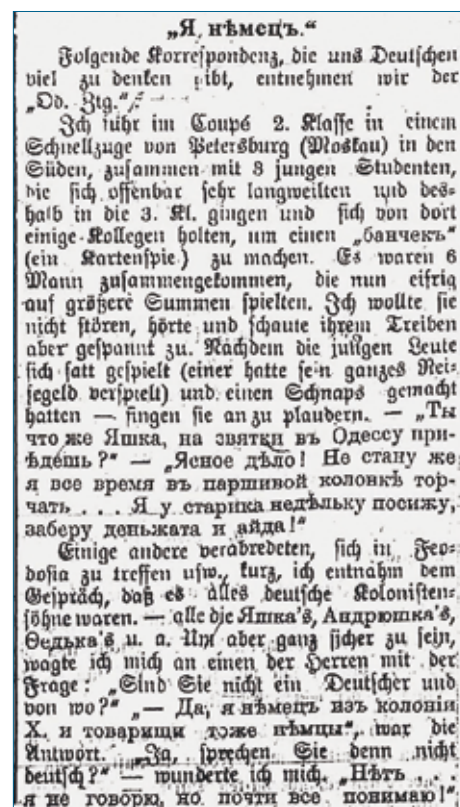 „Я нѣмецъ.“
Folgende Korrespondenz, die uns Deutschen
viel zu denken gibt, entnehmen wir der
„Od. Ztg.“:
Ich fuhr im Coupé 2. Klasse in einem
Schnellzuge von Petersburg (Moskau) in den
Süden, zusammen mit 3 jungen Studenten,
die sich offenbar sehr langweilten und des-
halb in die 3. Kl. gingen und sich von dort
einige Kollegen holten, um einen „банчекъ“
(ein Kartenspiel) zu machen. Es waren 6
Mann zusammengekommen, die nun eifrig
auf größere Summen spielten. Ich wollte sie
nicht stören, hörte und schaute ihrem Treiben
aber gespannt zu. Nachdem die jungen Leute
sich satt gespielt (einer hatte sein ganzes Rei-
segeld verspielt) und einen Schnaps gemacht
hatten — fingen sie an zu plaudern. — „Ты
что же Яшка, на святки въ Одессу при-
ѣдешь?“ — „Ясное дѣло! Не стану же
я все время въ паршивой колонкѣ тор-
чать . . . Я у старика недѣльку посижу,
заберу деньжата и айда!“
Einige andere verabredeten, sich in Feo-
dosia zu treffen usw., kurz, ich entnahm dem
Gespräch, daß es alles deutsche Kolonisten-
söhne waren. — alle die Яшка's, Андрюшка's,
Ѳедька's u. a. Um aber ganz sicher zu sein,
wagte ich mich an einen der Herren mit der
Frage: „Sind Sie nicht ein Deutscher und
von wo?“ „— Да, я нѣмецъ изъ колоніи
X. и товарищи тоже нѣмцы“, war die
Antwort. „Ja, sprechen Sie denn nicht
deutsch?“ — wunderte ich mich. „Нѣтъ . . .
я не говорю, но почти все понимаю!“